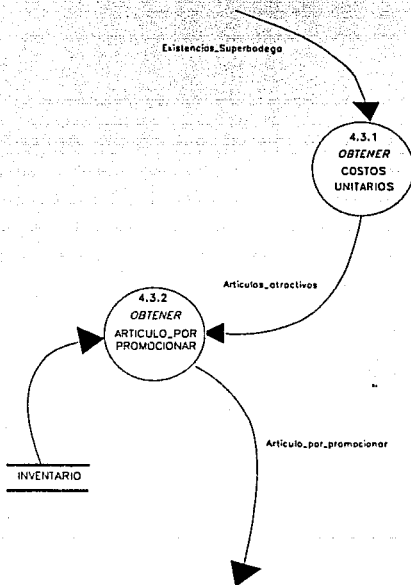 Existencias_Superbodega
4.3.1
OBTENER
COSTOS
UNITARIOS
Articulos_atractivos
4.3.2
OBTENER
ARTICULO_POR
PROMOCIONAR
Articulo_por_promocionar
INVENTARIO